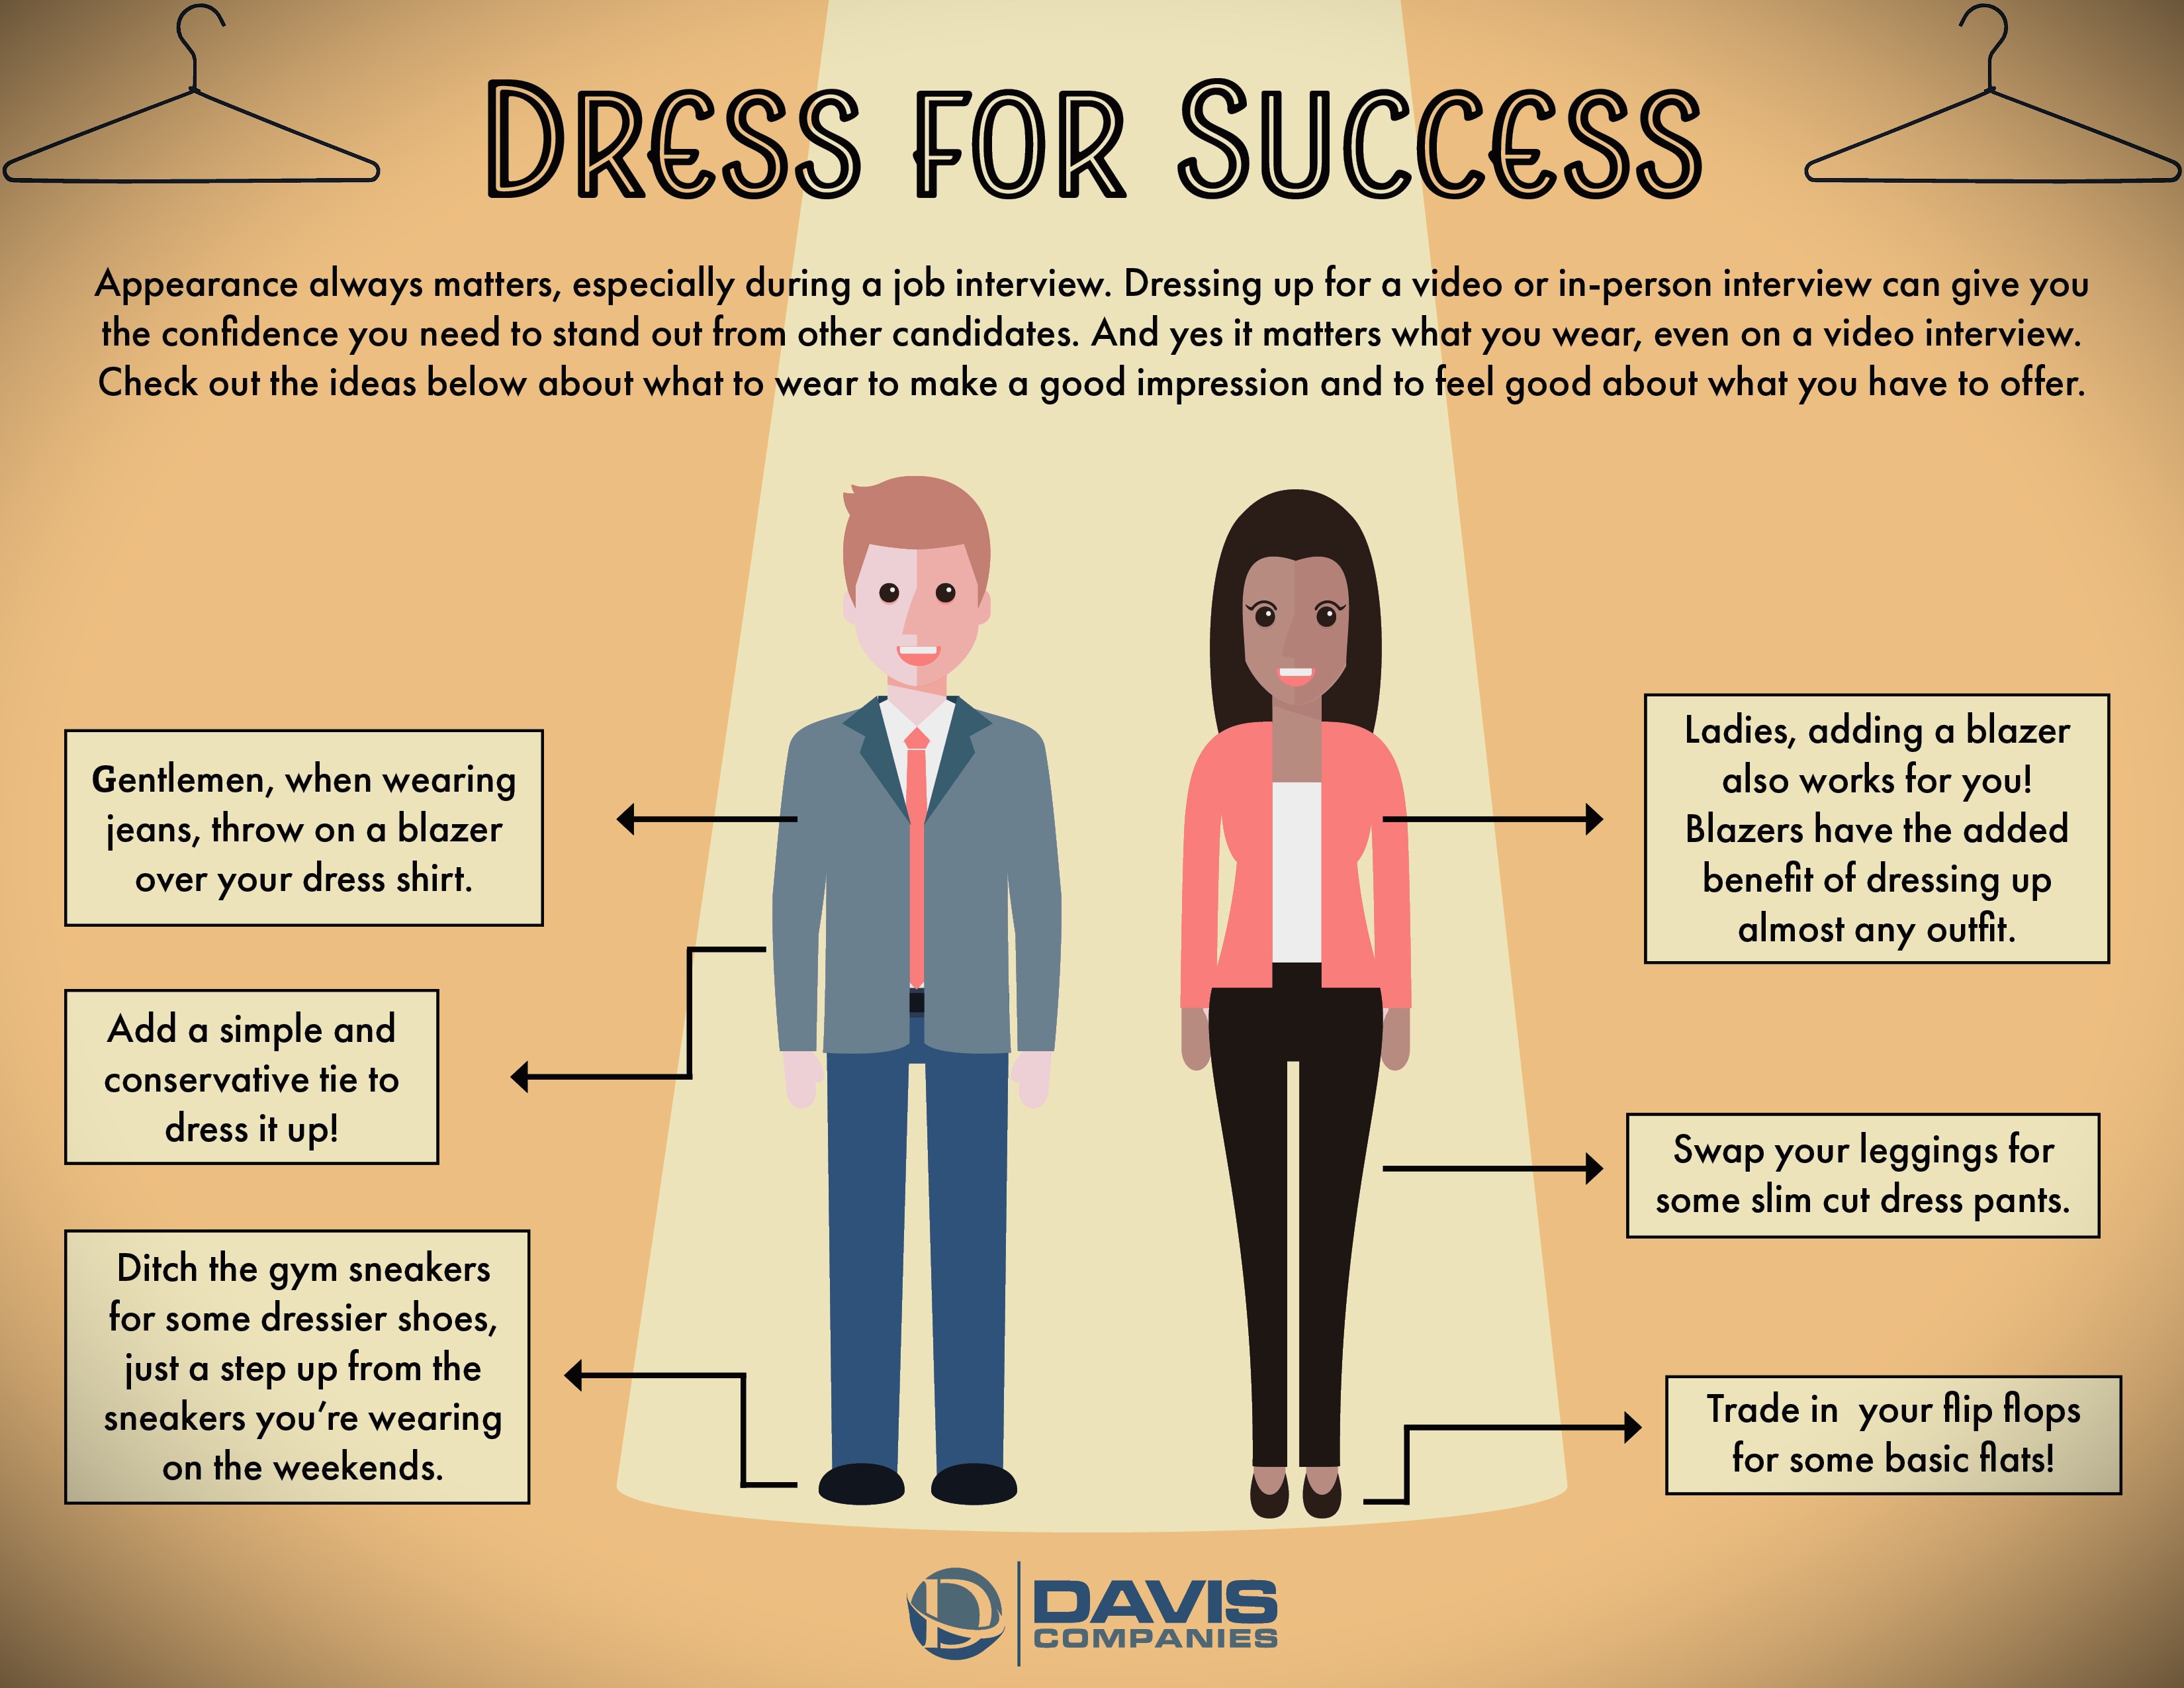 Dress for Success
Appearance always matters, especially during a job interview. Dressing up for a video or in-person interview can give you
the confidence you need to stand out from other candidates. And yes it matters what you wear, even on a video interview.
Check out the ideas below about what to wear to make a good impression and to feel good about what you have to offer.
Gentlemen, when wearing
jeans, throw on a blazer
over your dress shirt.
Add a simple and
conservative tie to
dress it up!
Ditch the gym sneakers
for some dressier shoes,
just a step up from the
sneakers you're wearing
on the weekends.
Ladies, adding a blazer
also works for you!
Blazers have the added
benefit of dressing up
almost any outfit.
Swap your leggings for
some slim cut dress pants.
Trade in  your flip flops
for some basic flats!
DAVIS
COMPANIES